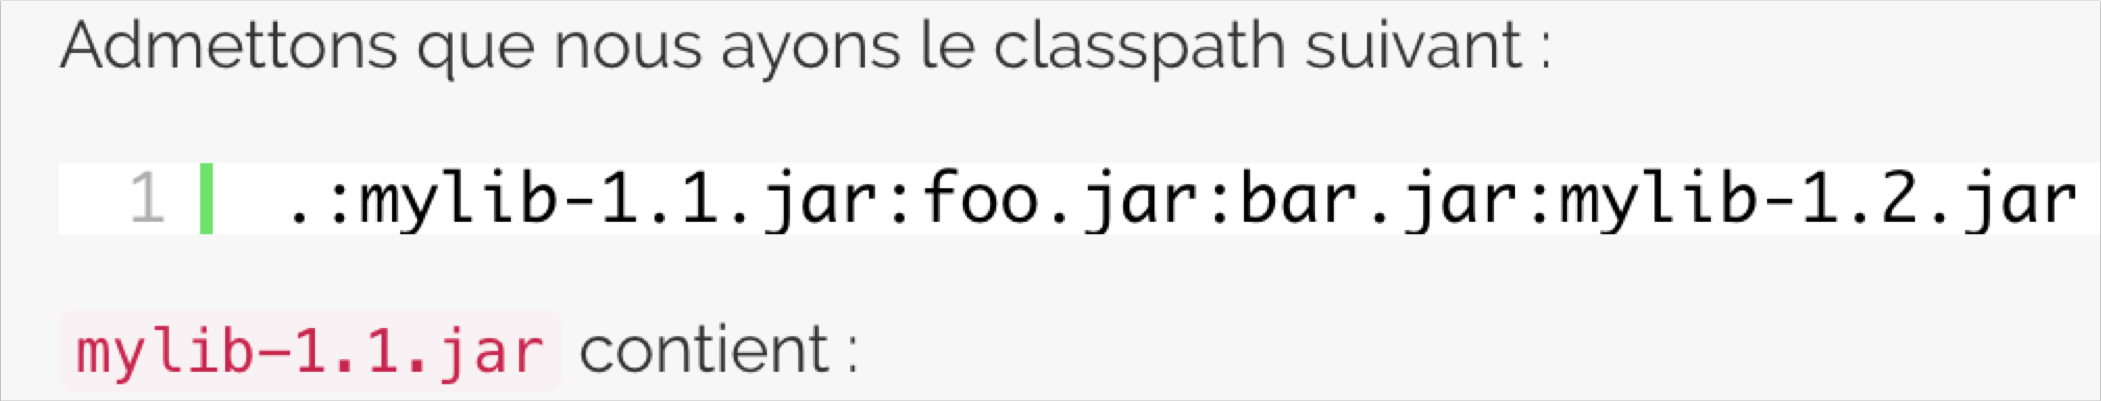 Admettons que nous ayons le classpath suivant :
1 .:mylib-1.1.jar:foo.jar:bar.jar:mylib-1.2.jar
mylib-1.1.jar contient :